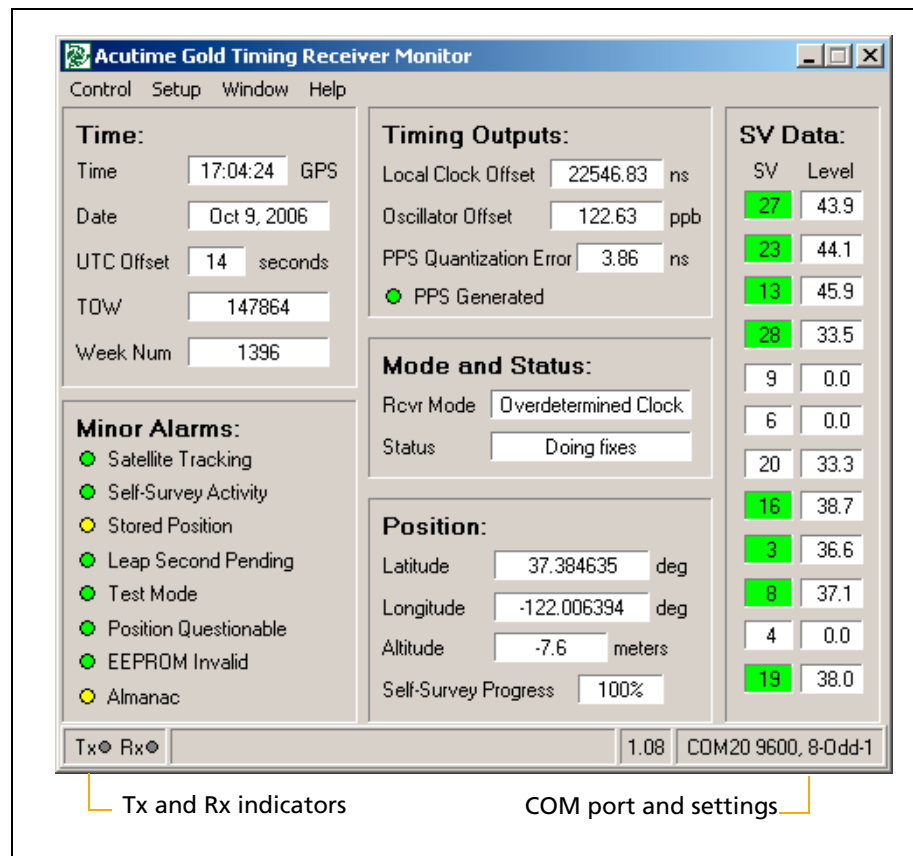 Acutime Gold Timing Receiver Monitor
Control Setup Window Help
Time:
Time 17:04:24 GPS
Date Oct 9, 2006
UTC Offset 14 seconds
TOW 147864
Week Num 1396
Minor Alarms:
Satellite Tracking
Self-Survey Activity
Stored Position
Leap Second Pending
Test Mode
Position Questionable
EEPROM Invalid
Almanac
Timing Outputs:
Local Clock Offset 22546.83 ns
Oscillator Offset 122.63 ppb
PPS Quantization Error 3.86 ns
PPS Generated
Mode and Status:
Rcvr Mode Overdetermined Clock
Status Doing fixes
Position:
Latitude 37.384635 deg
Longitude -122.006394 deg
Altitude -7.6 meters
Self-Survey Progress 100%
SV Data:
SV Level
27 43.9
23 44.1
13 45.9
28 33.5
9 0.0
6 0.0
20 33.3
16 38.7
3 36.6
8 37.1
4 0.0
19 38.0
Tx Rx 1.08 COM20 9600, 8-Odd-1
Tx and Rx indicators COM port and settings